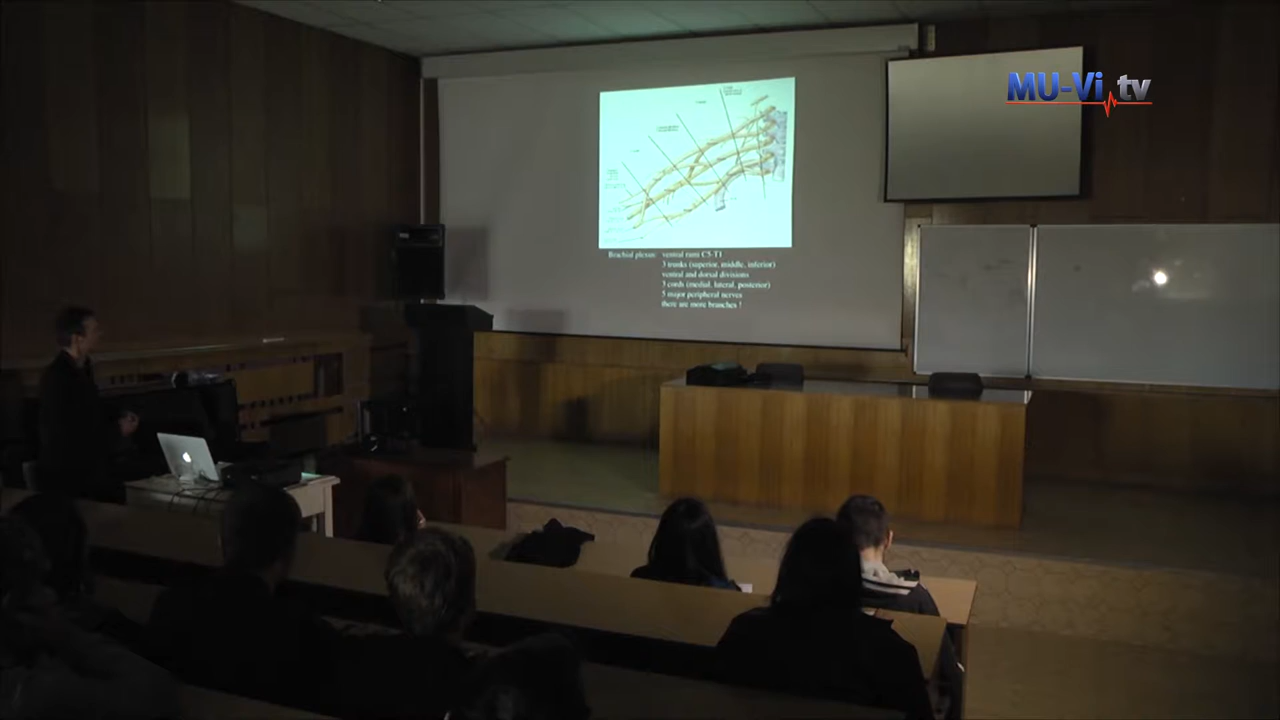 MU-Vi.tv
Brachial plexus: ventral rami C5-T1
3 trunks (superior, middle, inferior)
ventral and dorsal divisions
3 cords (medial, lateral, posterior)
5 major peripheral nerves
there are more branches !